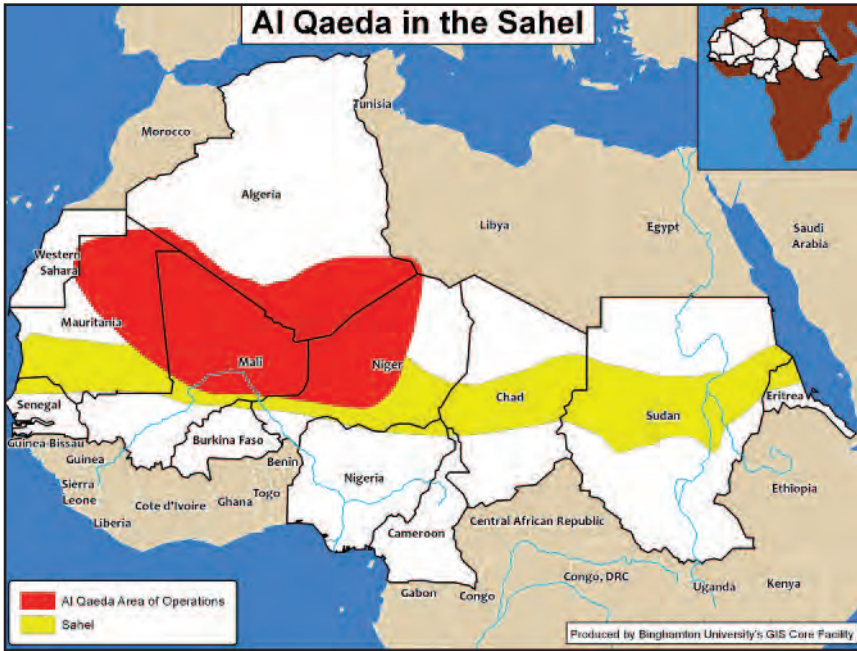 Al Qaeda in the Sahel
Tunisia
Morocco
Algeria
Libya
Egypt
Saudi
Arabia
Western
Sahara
Mauritania
Mali
Niger
Chad
Sudan
Eritrea
Senegal
Guinea-Bissau
Guinea
Burkina Faso
Benin
Nigeria
Sierra
Leone
Cote d'Ivoire
Ghana
Togo
Liberia
Cameroon
Central African Republic
Ethiopia
Gabon
Congo
Congo, DRC
Uganda
Kenya
Al Qaeda Area of Operations
Sahel
Produced by Binghamton University's GIS Core Facility